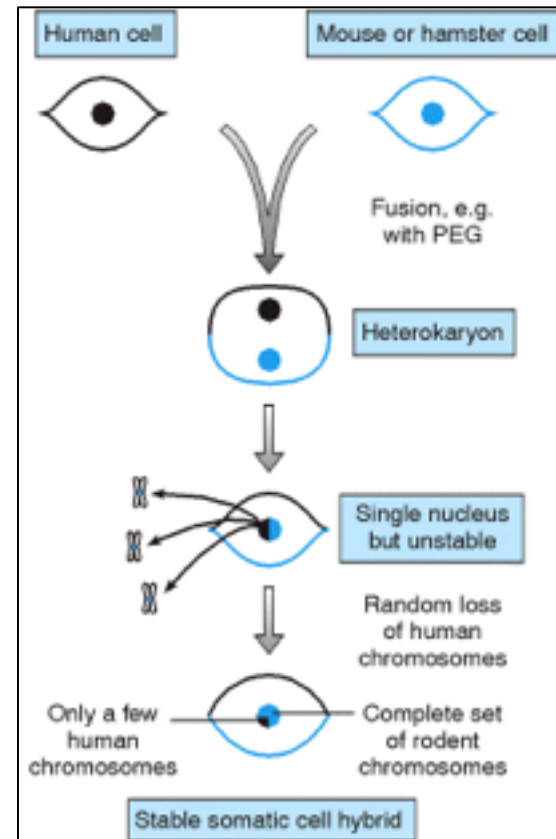 Human cell
Mouse or hamster cell
Fusion, e.g.
with PEG
Heterokaryon
Single nucleus
but unstable
Random loss
of human
chromosomes
Only a few
human
chromosomes
Complete set
of rodent
chromosomes
Stable somatic cell hybrid